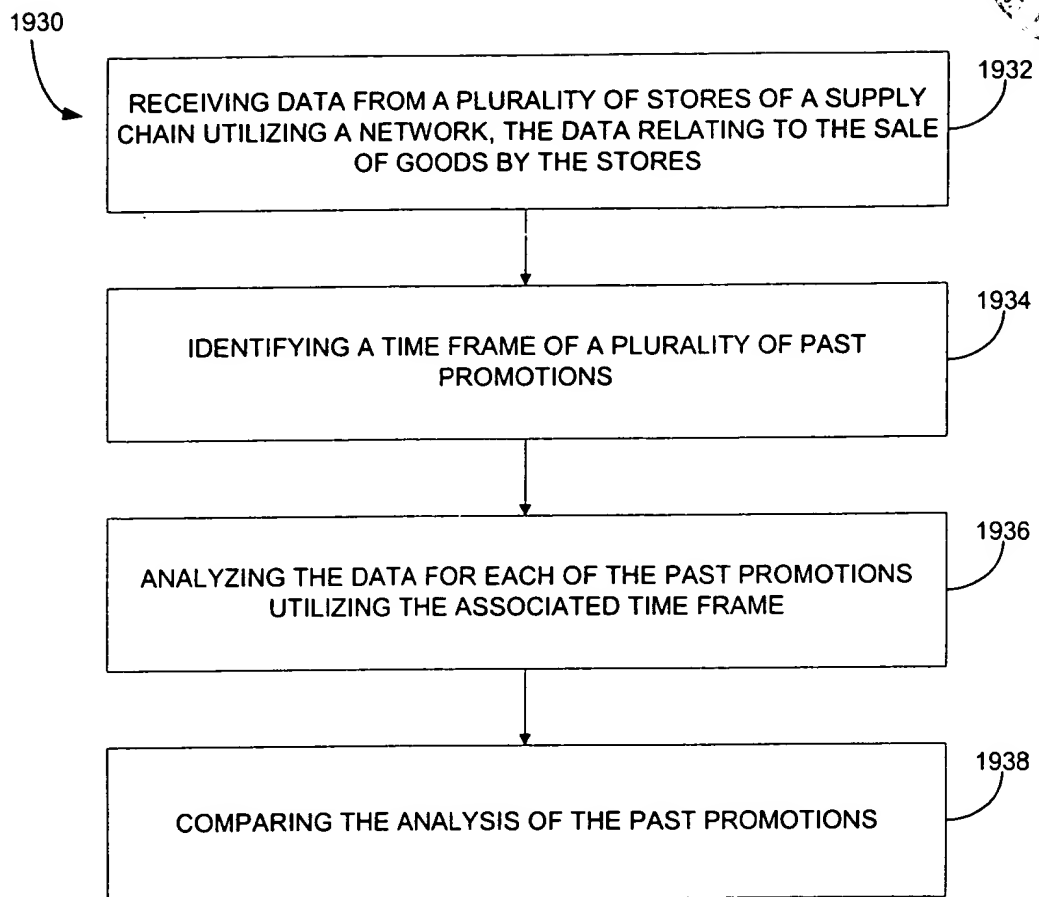 1930
1932
RECEIVING DATA FROM A PLURALITY OF STORES OF A SUPPLY
CHAIN UTILIZING A NETWORK, THE DATA RELATING TO THE SALE
OF GOODS BY THE STORES
1934
IDENTIFYING A TIME FRAME OF A PLURALITY OF PAST
PROMOTIONS
1936
ANALYZING THE DATA FOR EACH OF THE PAST PROMOTIONS
UTILIZING THE ASSOCIATED TIME FRAME
1938
COMPARING THE ANALYSIS OF THE PAST PROMOTIONS